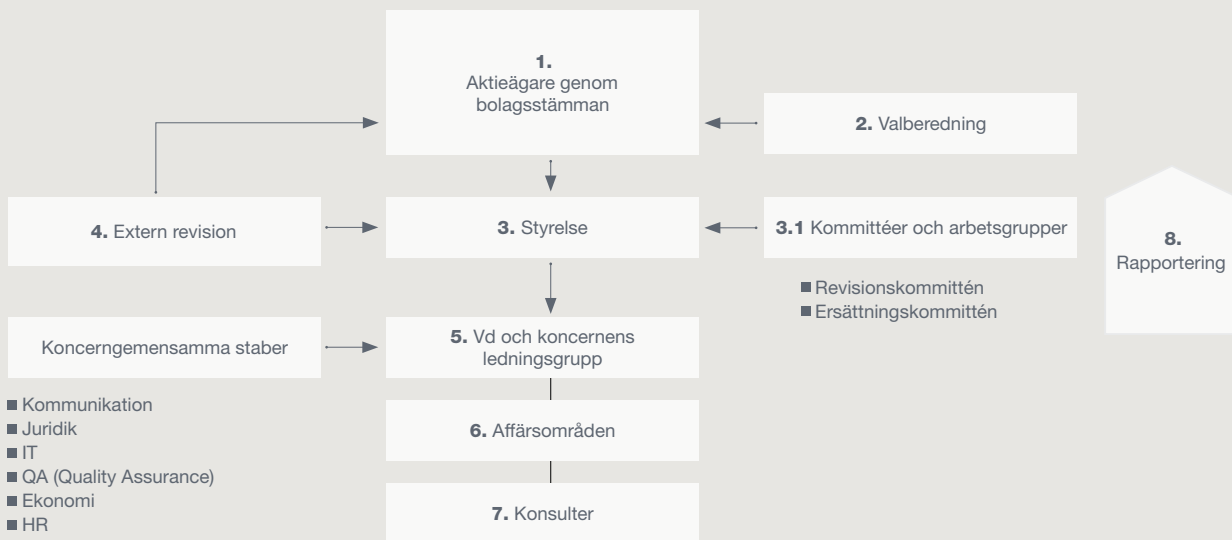 1.
Aktieägare genom
bolagsstämman
2. Valberedning
4. Extern revision
3. Styrelse
3.1 Kommittéer och arbetsgrupper
Revisionskommittén
Ersättningskommittén
8.
Rapportering
Koncerngemensamma staber
Kommunikation
Juridik
IT
QA (Quality Assurance)
Ekonomi
HR
5. Vd och koncernens
ledningsgrupp
6. Affärsområden
7. Konsulter